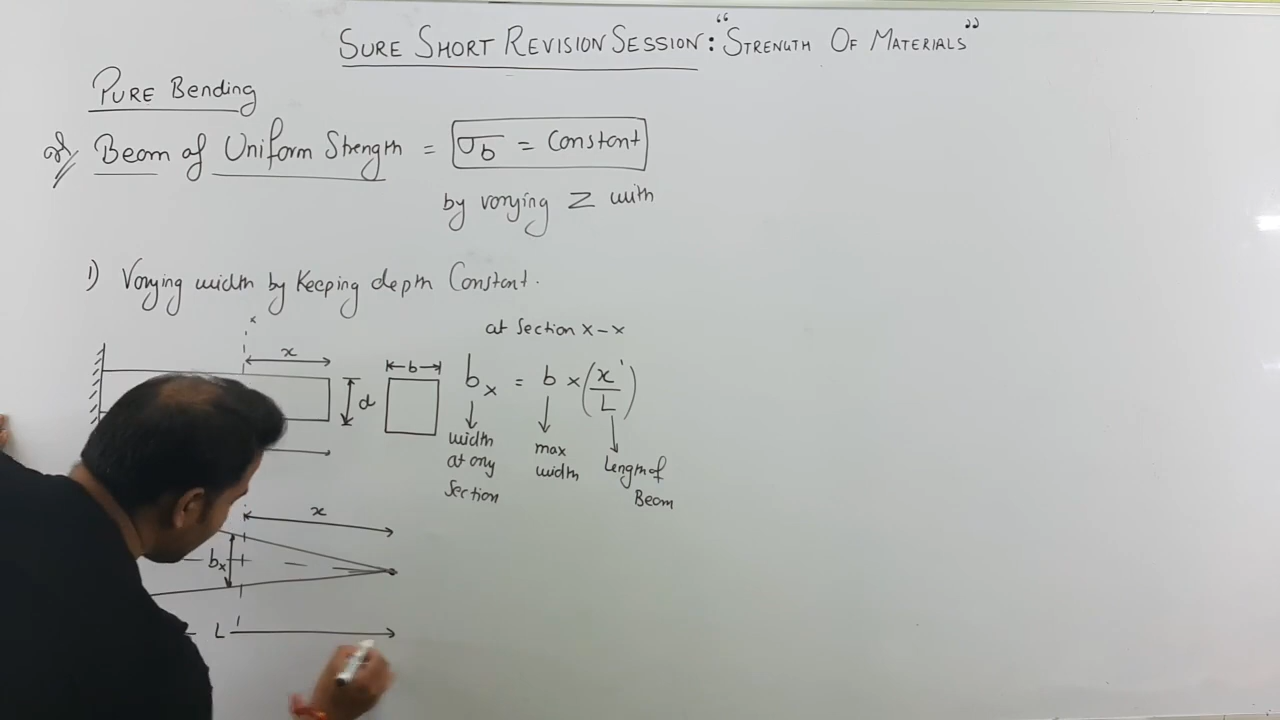 SURE SHORT REVISION SESSION: "STRENGTH OF MATERIALS"
PURE Bending
Beam of Uniform Strength = σb = Constant
by varying Z with
1) Varying width by Keeping depth Constant.
at Section x-x
x
x
b
d
bx = b × (x/L)
width at any Section
max width
Length of Beam
x
bx
L